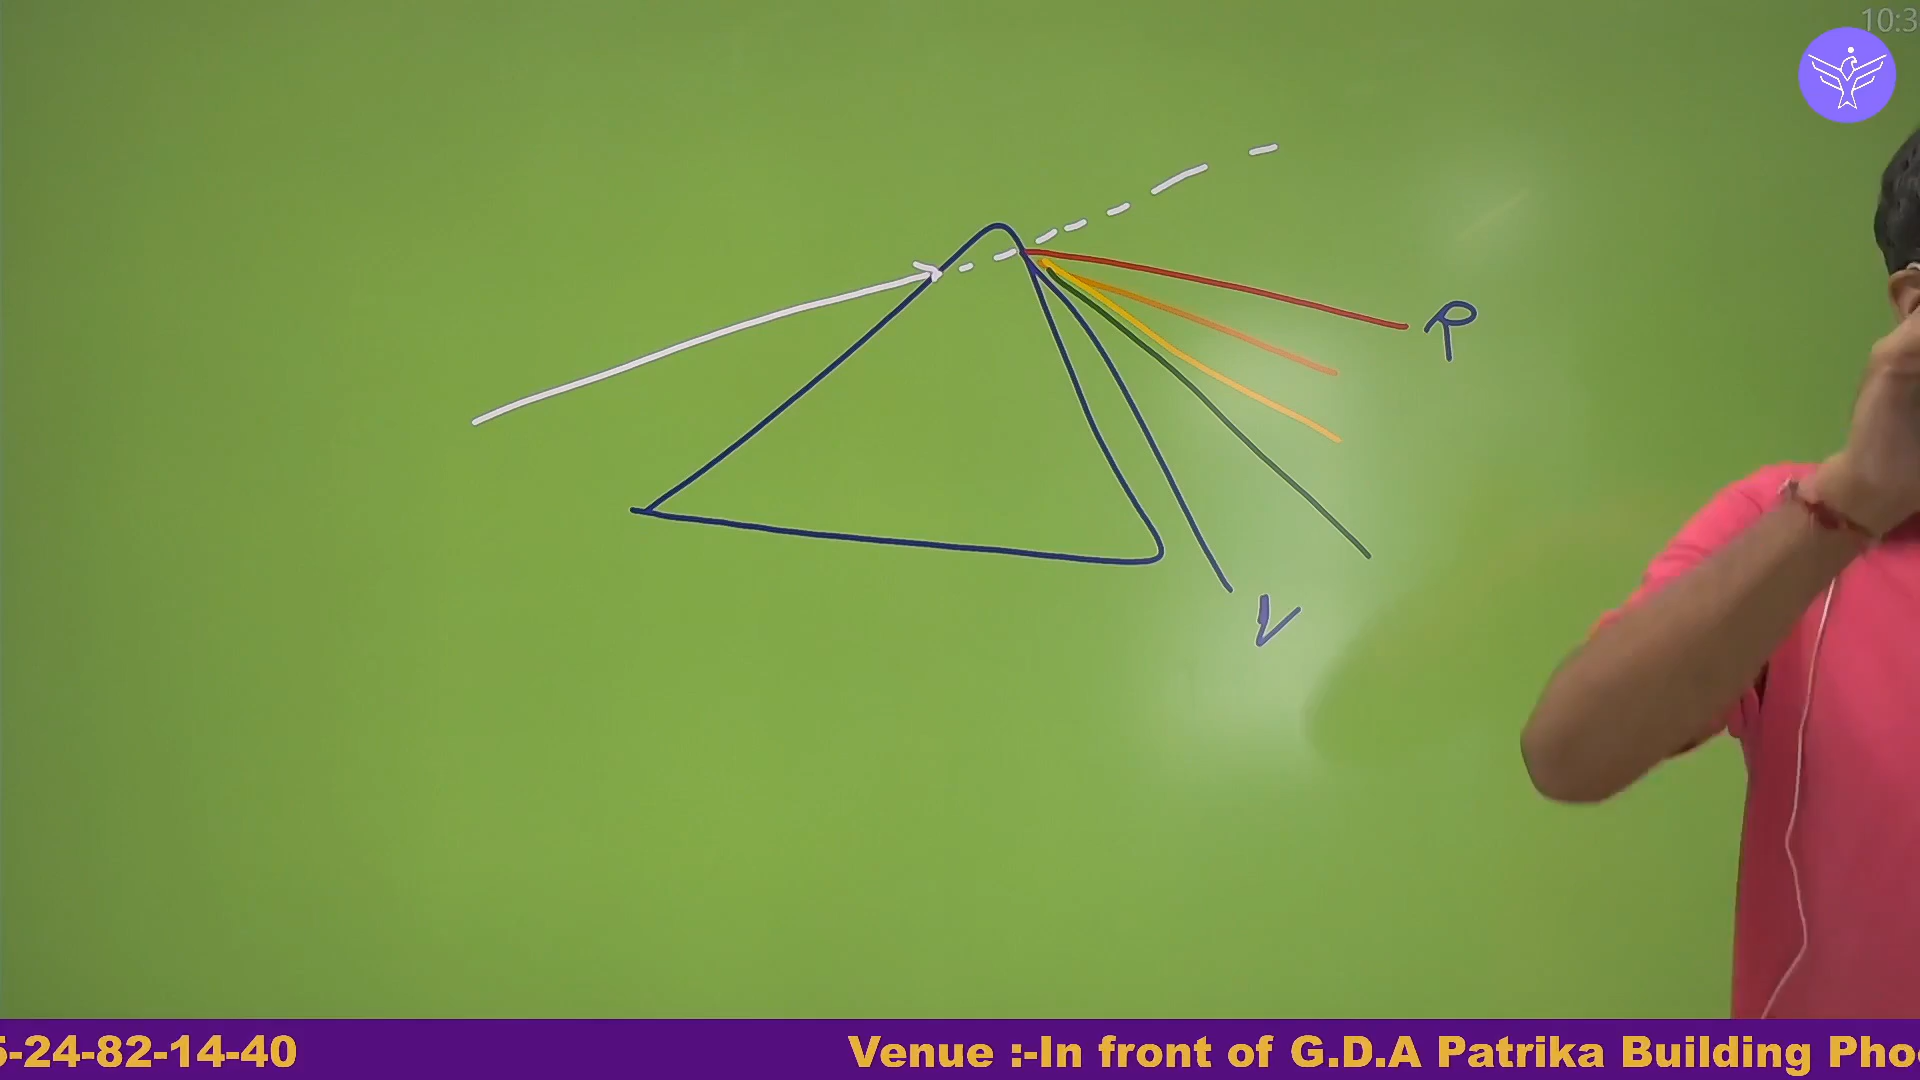 10:3
R
V
5-24-82-14-40
Venue :-In front of G.D.A Patrika Building Pho